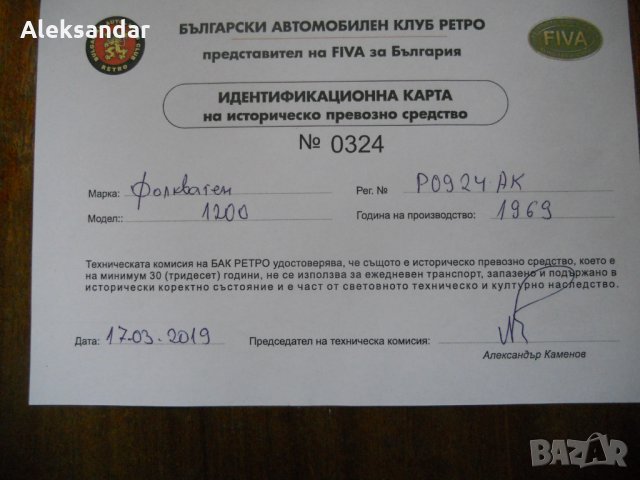 Aleksandar
БЪЛГАРСКИ АВТОМОБИЛЕН КЛУБ РЕТРО
представител на FIVA за България
FIVA
RETRO
ИДЕНТИФИКАЦИОННА КАРТА
на историческо превозно средство
№ 0324
Марка: Фолкваген Рег. № Р0924АК
Модел:: 1200 Година на производство: 1969
Техническата комисия на БАК РЕТРО удостоверява, че същото е историческо превозно средство, което е
на минимум 30 (тридесет) години, не се използва за ежедневен транспорт, запазено и поддържано в
исторически коректно състояние и е част от световното техническо и културно наследство.
Дата: 17.03.2019 Председател на техническа комисия:
Александър Каменов
BAZAR